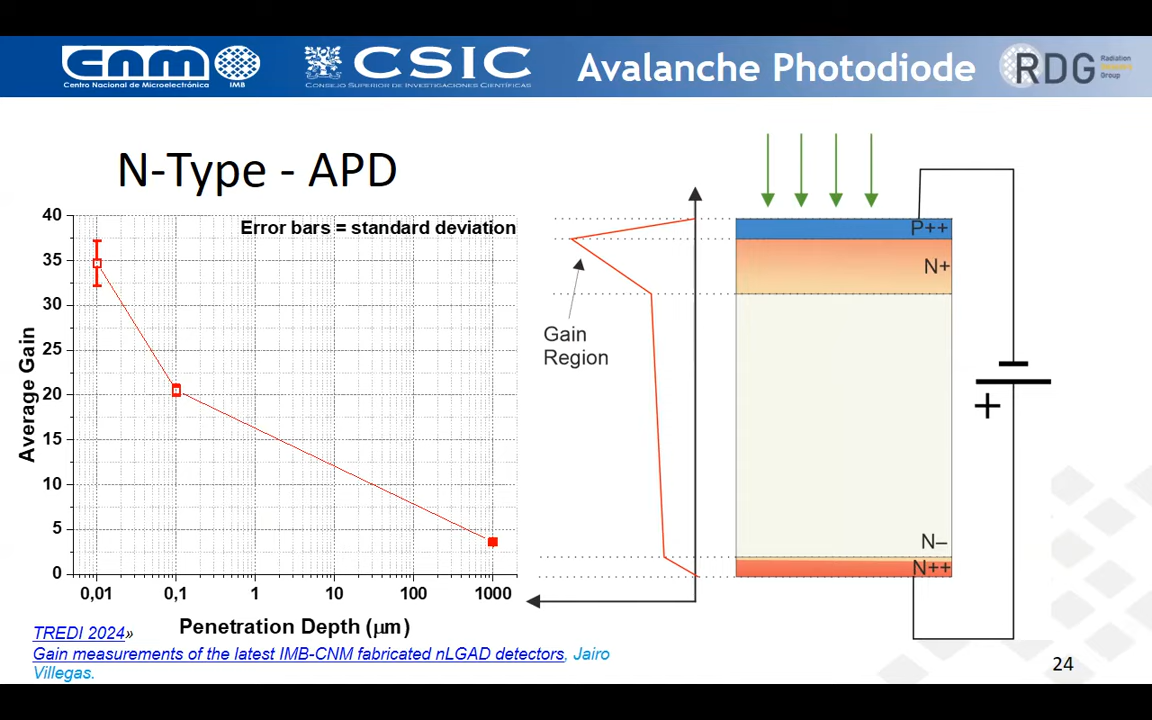 cnm
Centro Nacional de Microelectrónica
IMB
CSIC
CONSEJO SUPERIOR DE INVESTIGACIONES CIENTÍFICAS
Avalanche Photodiode
RDG
Radiation
Group
N-Type - APD
Error bars = standard deviation
40
35
30
25
20
15
10
5
0
Average Gain
0,01
0,1
1
10
100
1000
Penetration Depth (μm)
Gain
Region
P++
N+
N–
N++
+
TREDI 2024»
Gain measurements of the latest IMB-CNM fabricated nLGAD detectors, Jairo
Villegas.
24